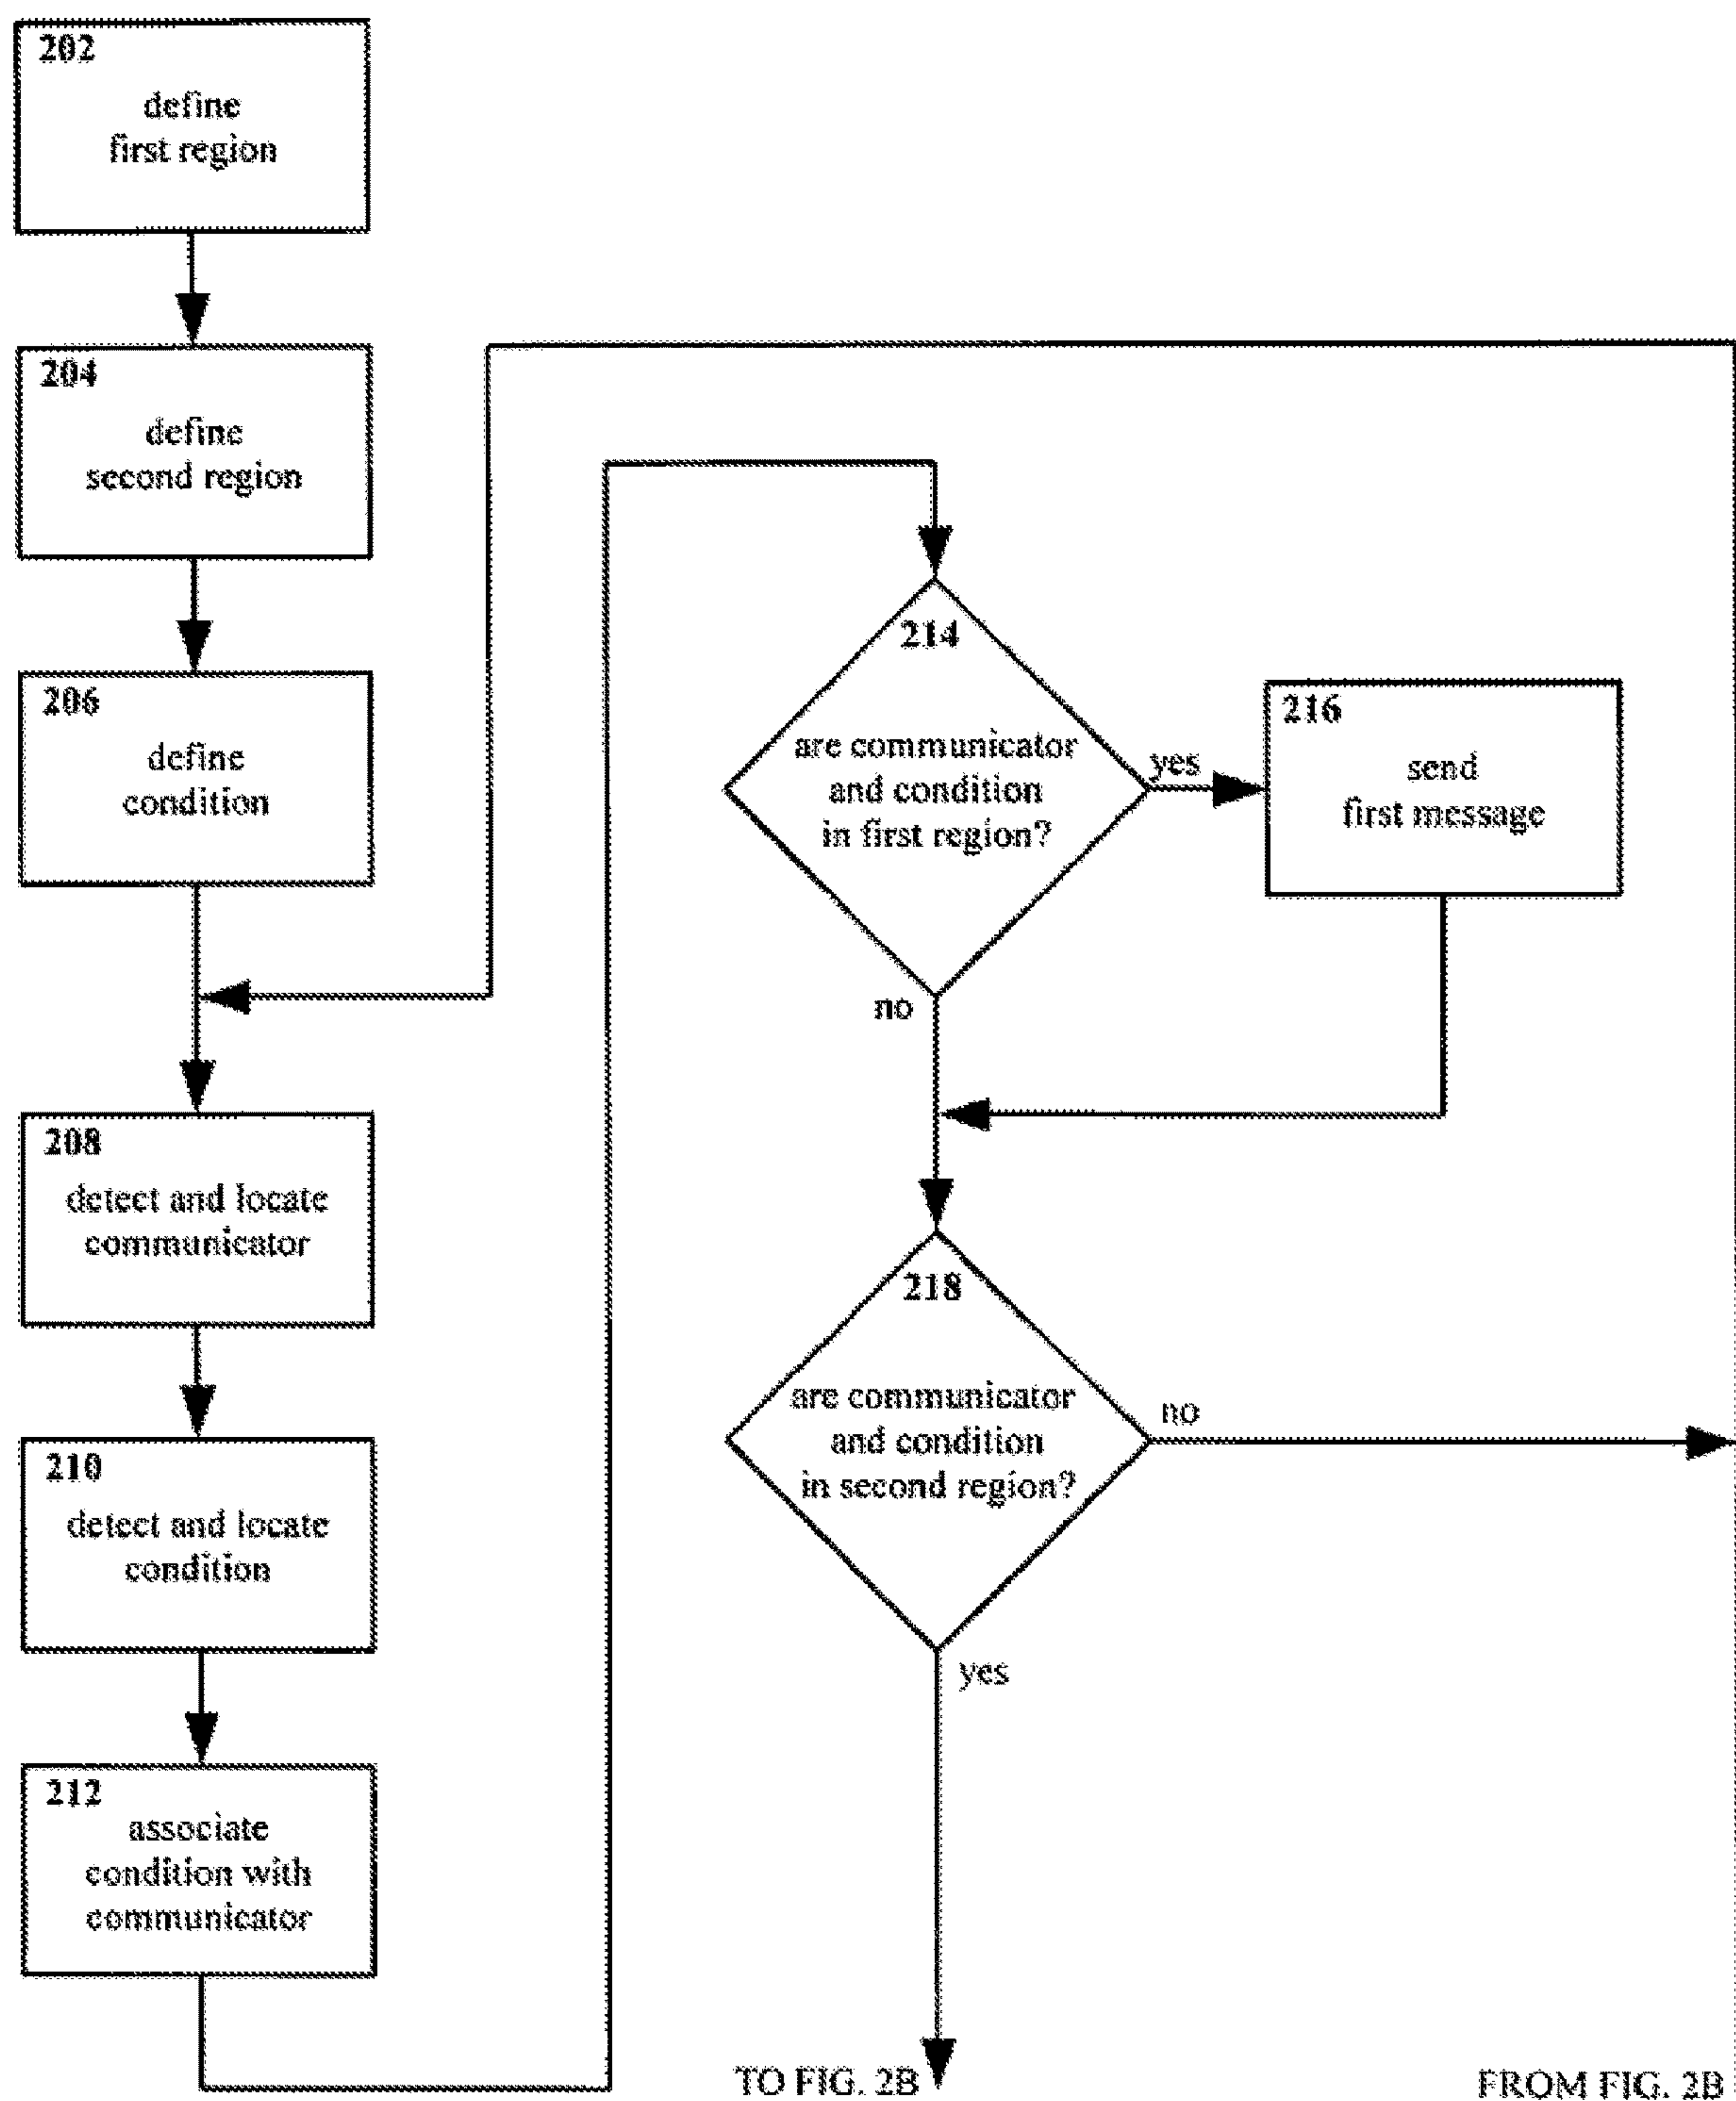 202
define
first region
204
define
second region
206
define
condition
208
detect and locate
communicator
210
detect and locate
condition
212
associate
condition with
communicator
214
are communicator
and condition
in first region?
yes
no
216
send
first message
218
are communicator
and condition
in second region?
no
yes
TO FIG. 2B
FROM FIG. 2B